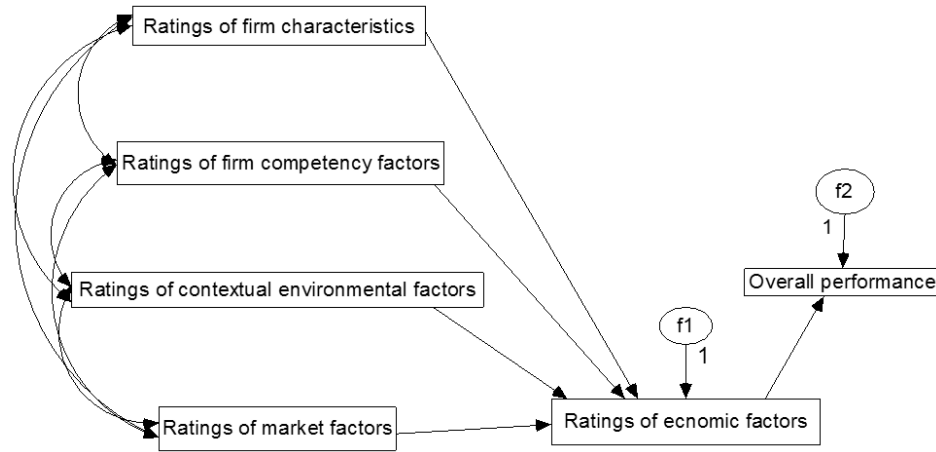 Ratings of firm characteristics
Ratings of firm competency factors
f2
1
Ratings of contextual environmental factors
Overall performance
f1
1
Ratings of market factors
Ratings of ecnomic factors